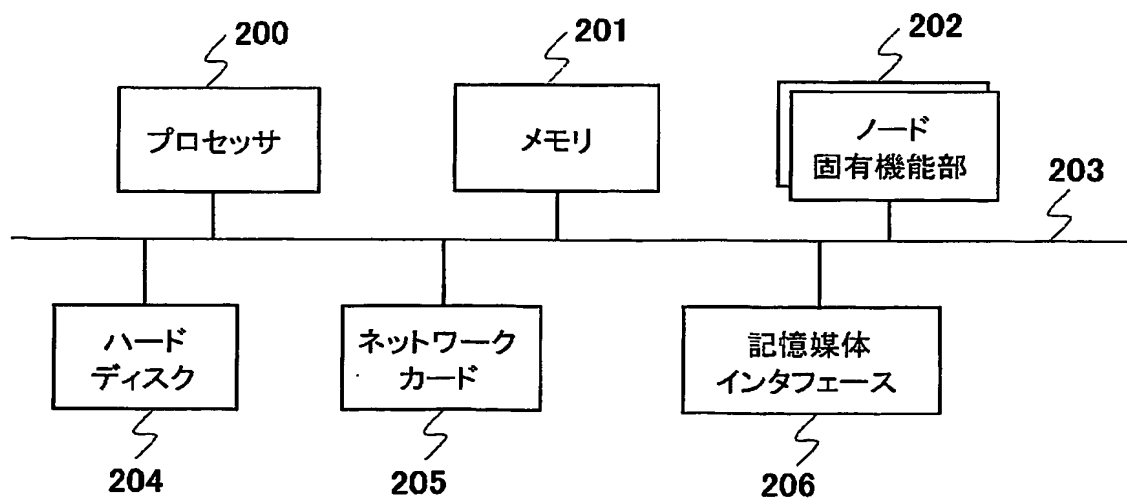 200
201
202
プロセッサ
メモリ
ノード
固有機能部
203
ハード
ディスク
ネットワーク
カード
記憶媒体
インタフェース
204
205
206